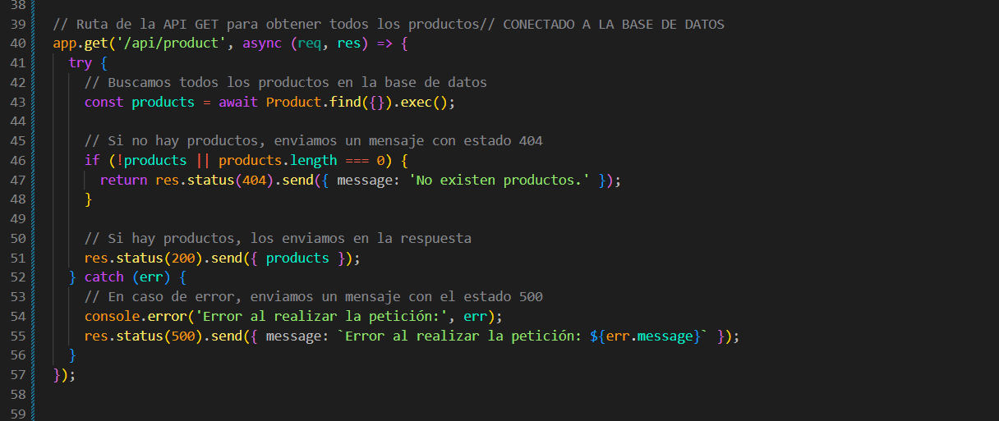 38
39 // Ruta de la API GET para obtener todos los productos// CONECTADO A LA BASE DE DATOS
40 app.get('/api/product', async (req, res) => {
41   try {
42     // Buscamos todos los productos en la base de datos
43     const products = await Product.find({}).exec();
44
45     // Si no hay productos, enviamos un mensaje con estado 404
46     if (!products || products.length === 0) {
47       return res.status(404).send({ message: 'No existen productos.' });
48     }
49
50     // Si hay productos, los enviamos en la respuesta
51     res.status(200).send({ products });
52   } catch (err) {
53     // En caso de error, enviamos un mensaje con el estado 500
54     console.error('Error al realizar la petición:', err);
55     res.status(500).send({ message: `Error al realizar la petición: ${err.message}` });
56   }
57 });
58
59